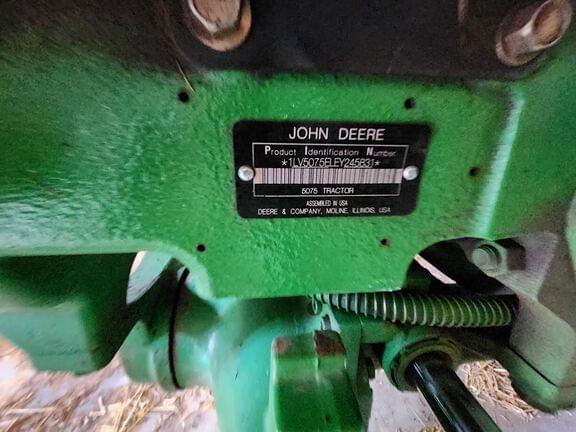 JOHN DEERE
Product Identification Number
*1LV5075ELEY245831*
5075 TRACTOR
ASSEMBLED IN USA
DEERE & COMPANY, MOLINE, ILLINOIS, USA